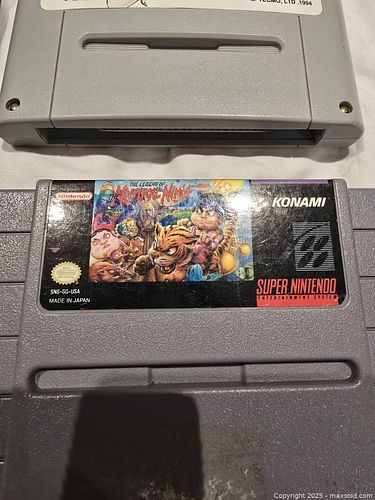 TECMO, LTD. 1994
Nintendo
THE LEGEND OF
MYSTICAL NINJA
KONAMI
SNS-GG-USA
MADE IN JAPAN
SUPER NINTENDO
ENTERTAINMENT SYSTEM
Copyright 2025 - maxsold.com